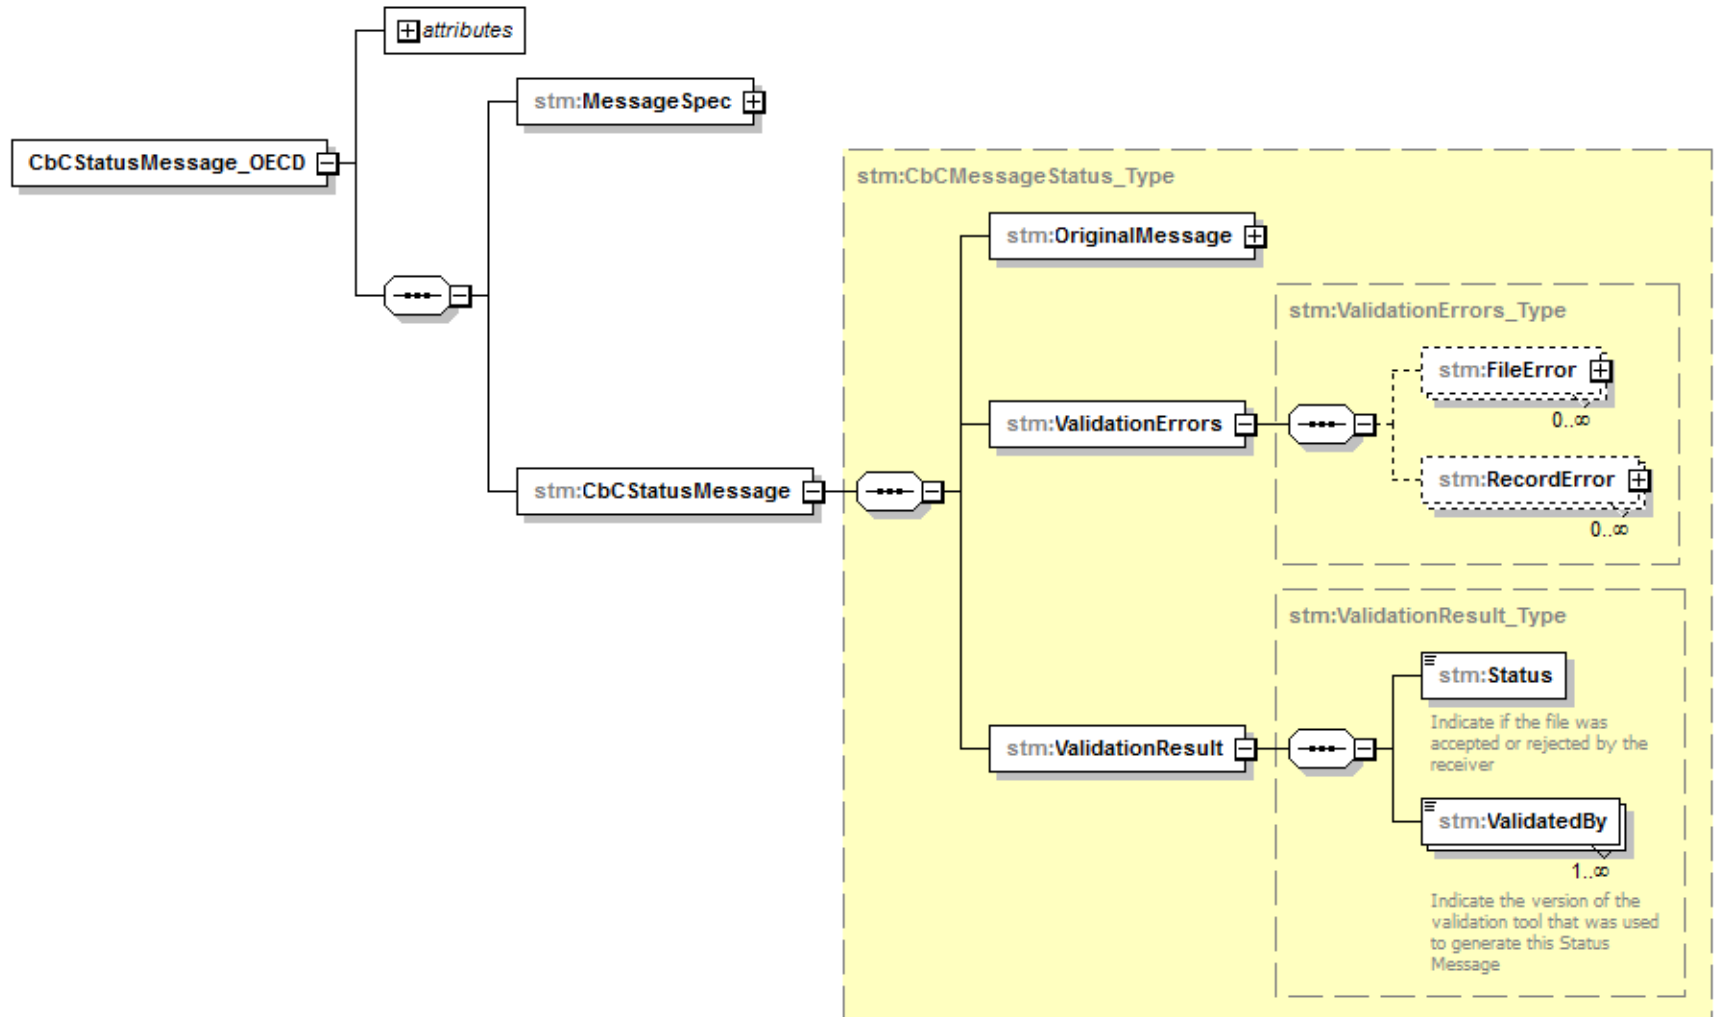 attributes
stm:MessageSpec
CbCStatusMessage_OECD
stm:CbCMessageStatus_Type
stm:OriginalMessage
stm:ValidationErrors_Type
stm:FileError
0..∞
stm:ValidationErrors
stm:RecordError
0..∞
stm:CbCStatusMessage
stm:ValidationResult_Type
stm:Status
Indicate if the file was
accepted or rejected by the
receiver
stm:ValidationResult
stm:ValidatedBy
1..∞
Indicate the version of the
validation tool that was used
to generate this Status
Message